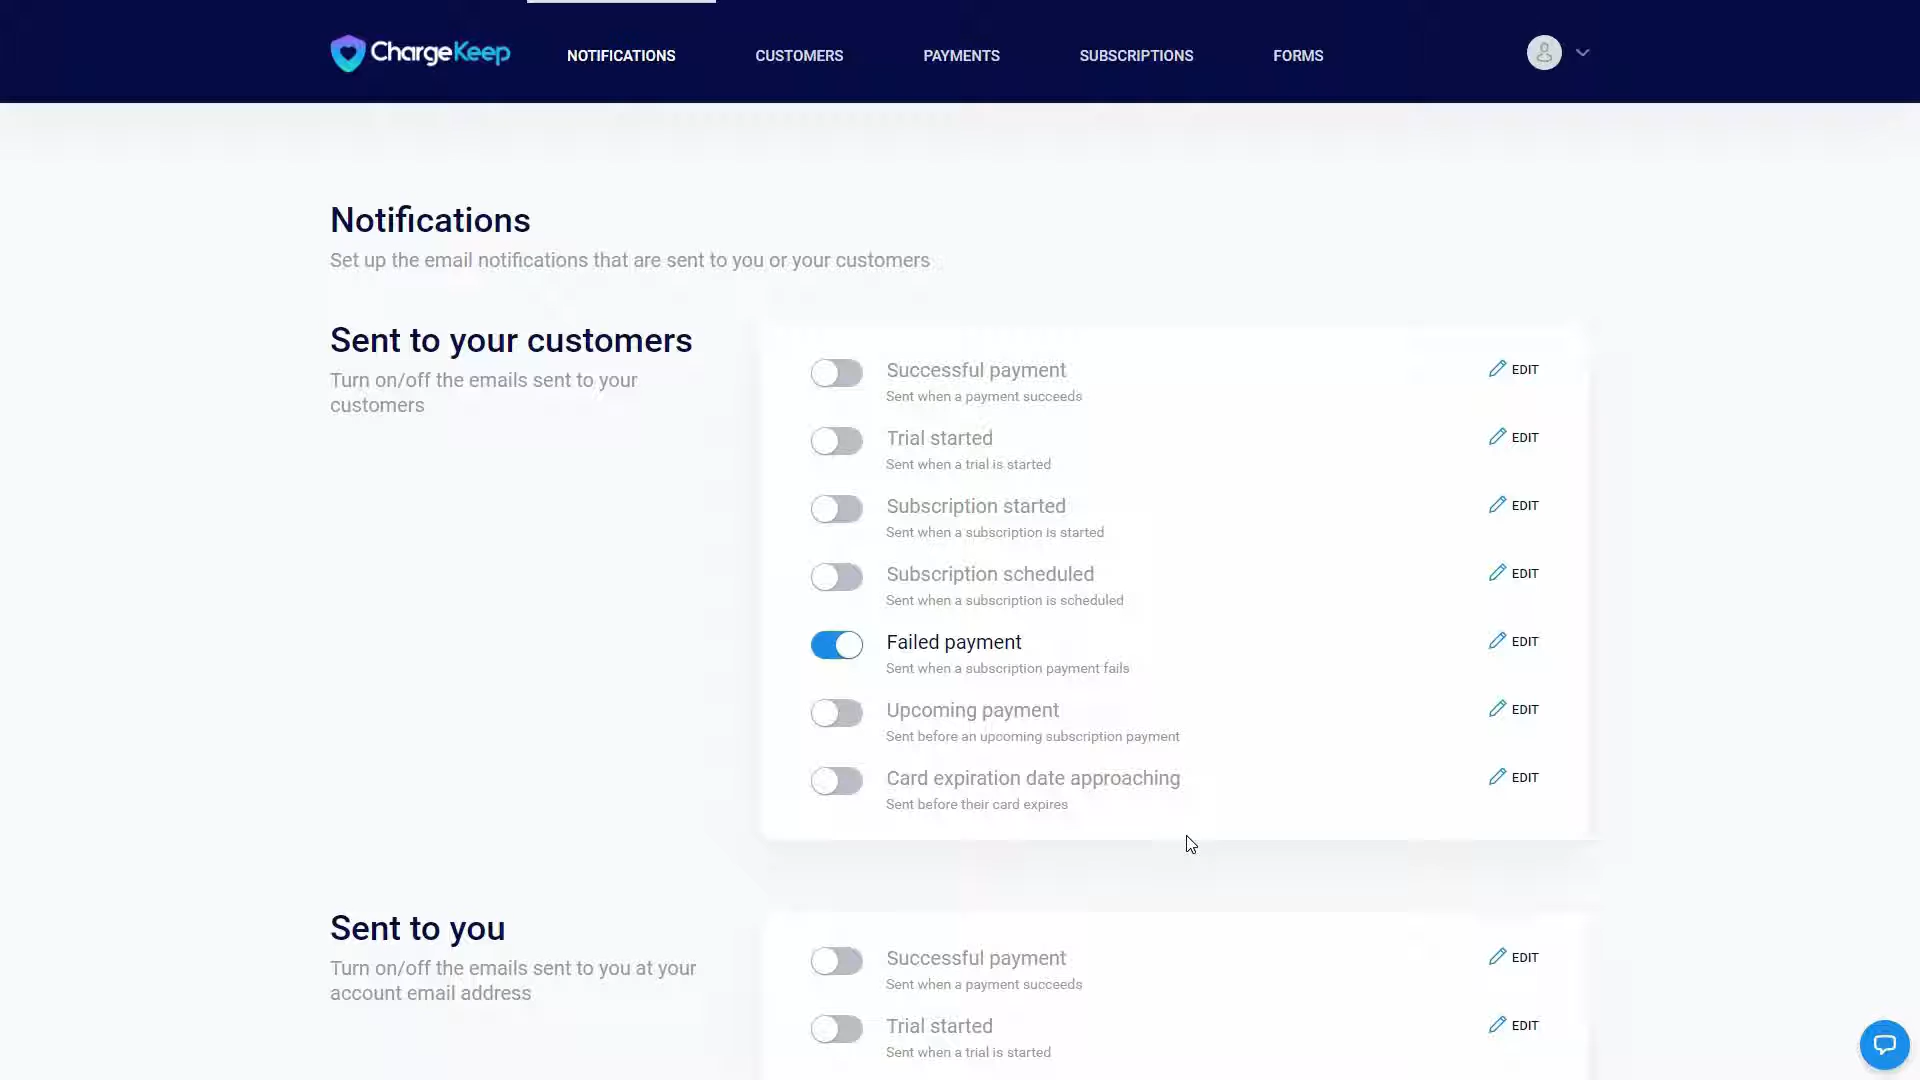 ChargeKeep
NOTIFICATIONS
CUSTOMERS
PAYMENTS
SUBSCRIPTIONS
FORMS
Notifications
Set up the email notifications that are sent to you or your customers
Sent to your customers
Turn on/off the emails sent to your
customers
Successful payment
EDIT
Sent when a payment succeeds
Trial started
EDIT
Sent when a trial is started
Subscription started
EDIT
Sent when a subscription is started
Subscription scheduled
EDIT
Sent when a subscription is scheduled
Failed payment
EDIT
Sent when a subscription payment fails
Upcoming payment
EDIT
Sent before an upcoming subscription payment
Card expiration date approaching
EDIT
Sent before their card expires
Sent to you
Turn on/off the emails sent to you at your
account email address
Successful payment
EDIT
Sent when a payment succeeds
Trial started
EDIT
Sent when a trial is started